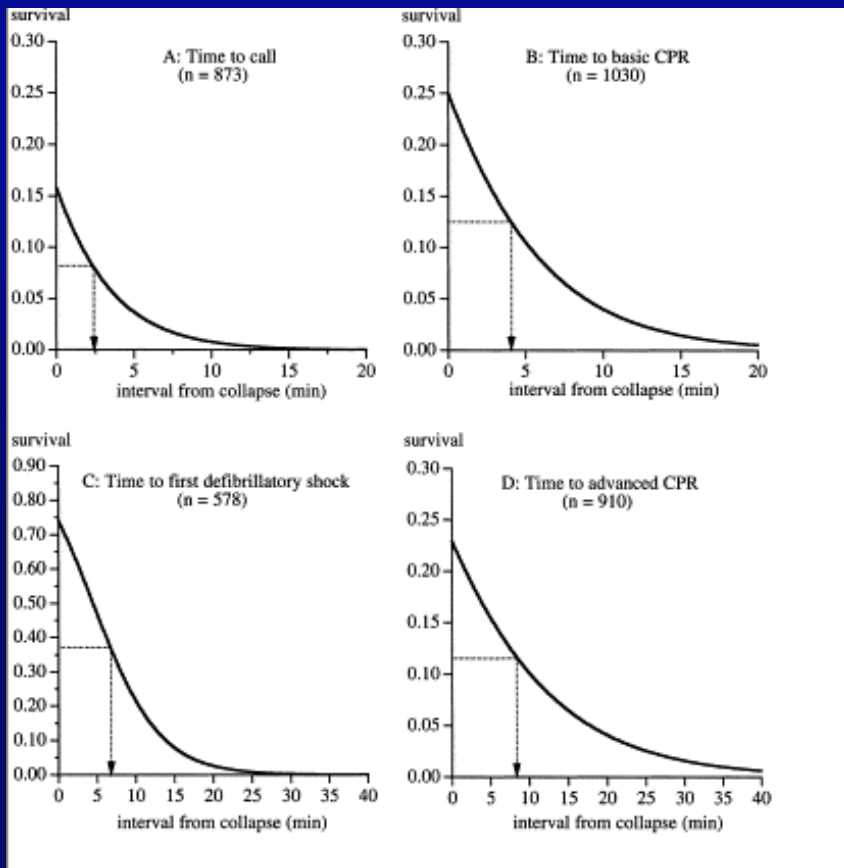 survival
0.30
0.25
0.20
0.15
0.10
0.05
0.00
A: Time to call
(n = 873)
0 5 10 15 20
interval from collapse (min)
survival
0.30
0.25
0.20
0.15
0.10
0.05
0.00
B: Time to basic CPR
(n = 1030)
0 5 10 15 20
interval from collapse (min)
survival
0.90
0.80
0.70
0.60
0.50
0.40
0.30
0.20
0.10
0.00
C: Time to first defibrillatory shock
(n = 578)
0 5 10 15 20 25 30 35 40
interval from collapse (min)
survival
0.30
0.25
0.20
0.15
0.10
0.05
0.00
D: Time to advanced CPR
(n = 910)
0 5 10 15 20 25 30 35 40
interval from collapse (min)